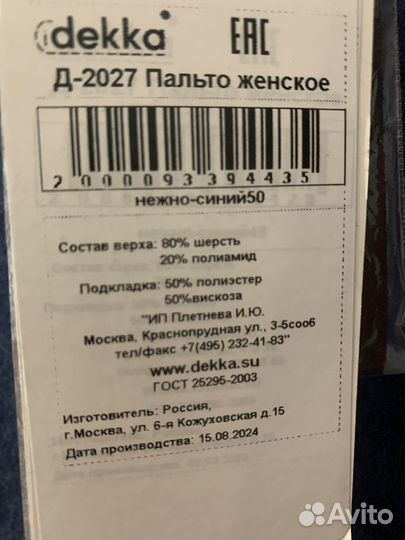 dekka EAC
Д-2027 Пальто женское
2000093394435
нежно-синий50
Состав верха: 80% шерсть
20% полиамид
Подкладка: 50% полиэстер
50%вискоза
"ИП Плетнева И.Ю.
Москва, Краснопрудная ул., 3-5соо6
тел/факс +7(495) 232-41-83"
www.dekka.su
ГОСТ 25295-2003
Изготовитель: Россия,
г.Москва, ул. 6-я Кожуховская д.15
Дата производства: 15.08.2024
Avito